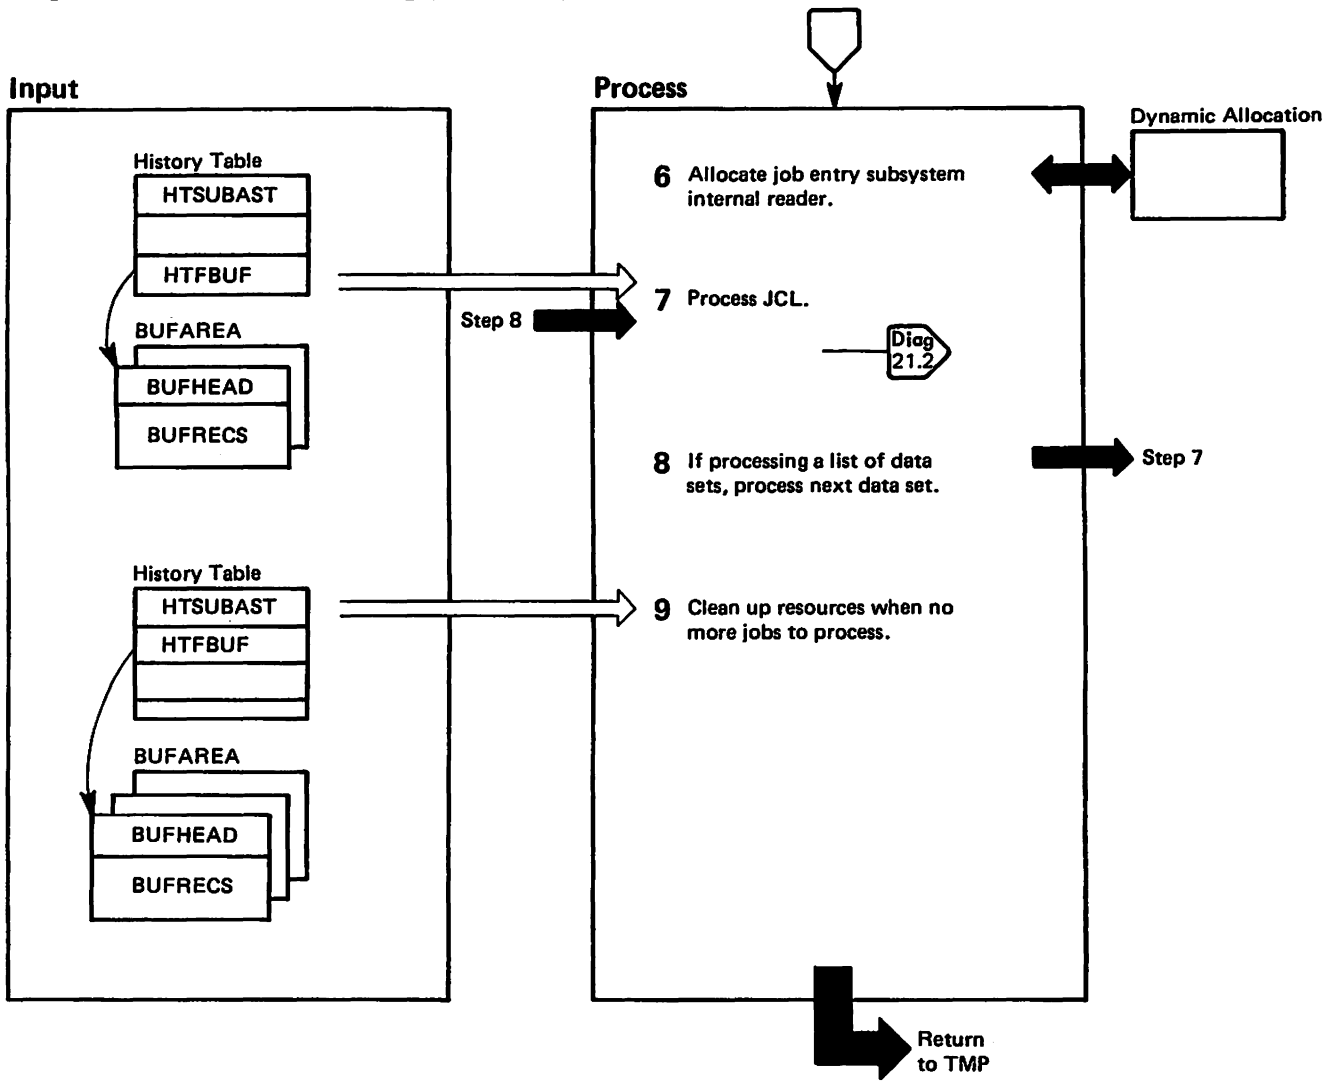 Input
History Table
HTSUBAST
HTFBUF
BUFAREA
BUFHEAD
BUFRECS
History Table
HTSUBAST
HTFBUF
BUFAREA
BUFHEAD
BUFRECS
Process
6 Allocate job entry subsystem
internal reader.
Dynamic Allocation
Step 8
7 Process JCL.
Diag
21.2
8 If processing a list of data
sets, process next data set.
Step 7
9 Clean up resources when no
more jobs to process.
Return
to TMP